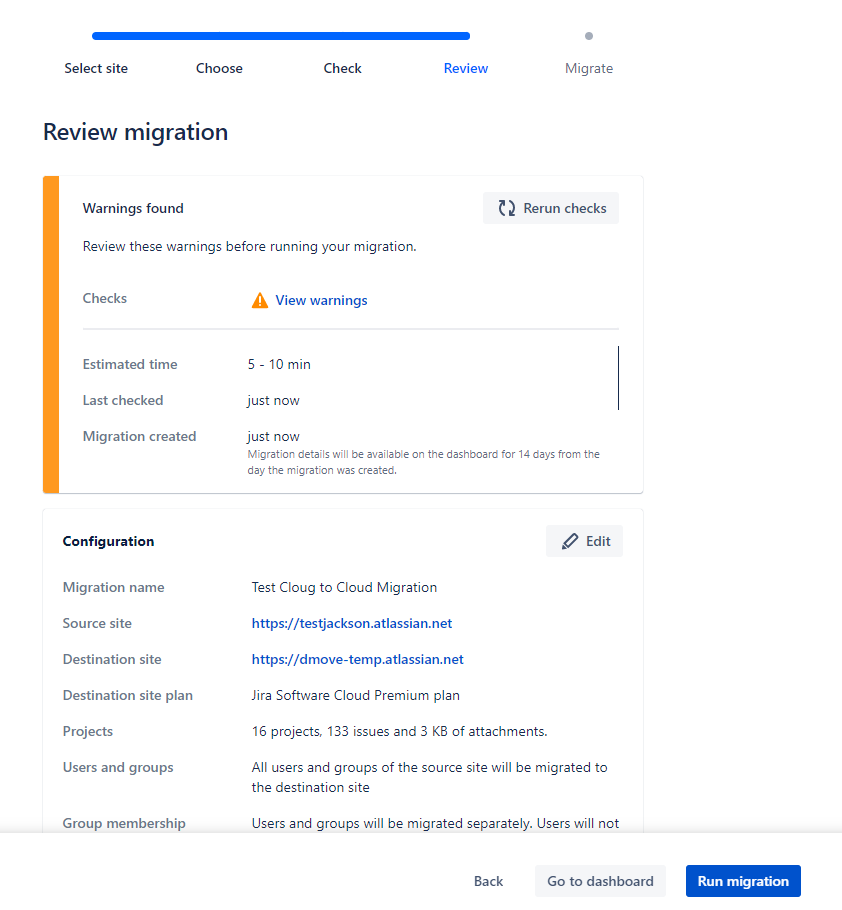 Select site Choose Check Review Migrate
Review migration
Warnings found Rerun checks
Review these warnings before running your migration.
Checks View warnings
Estimated time 5 - 10 min
Last checked just now
Migration created just now
Migration details will be available on the dashboard for 14 days from the
day the migration was created.
Configuration Edit
Migration name Test Cloug to Cloud Migration
Source site https://testjackson.atlassian.net
Destination site https://dmove-temp.atlassian.net
Destination site plan Jira Software Cloud Premium plan
Projects 16 projects, 133 issues and 3 KB of attachments.
Users and groups All users and groups of the source site will be migrated to
the destination site
Group membership Users and groups will be migrated separately. Users will not
Back Go to dashboard Run migration